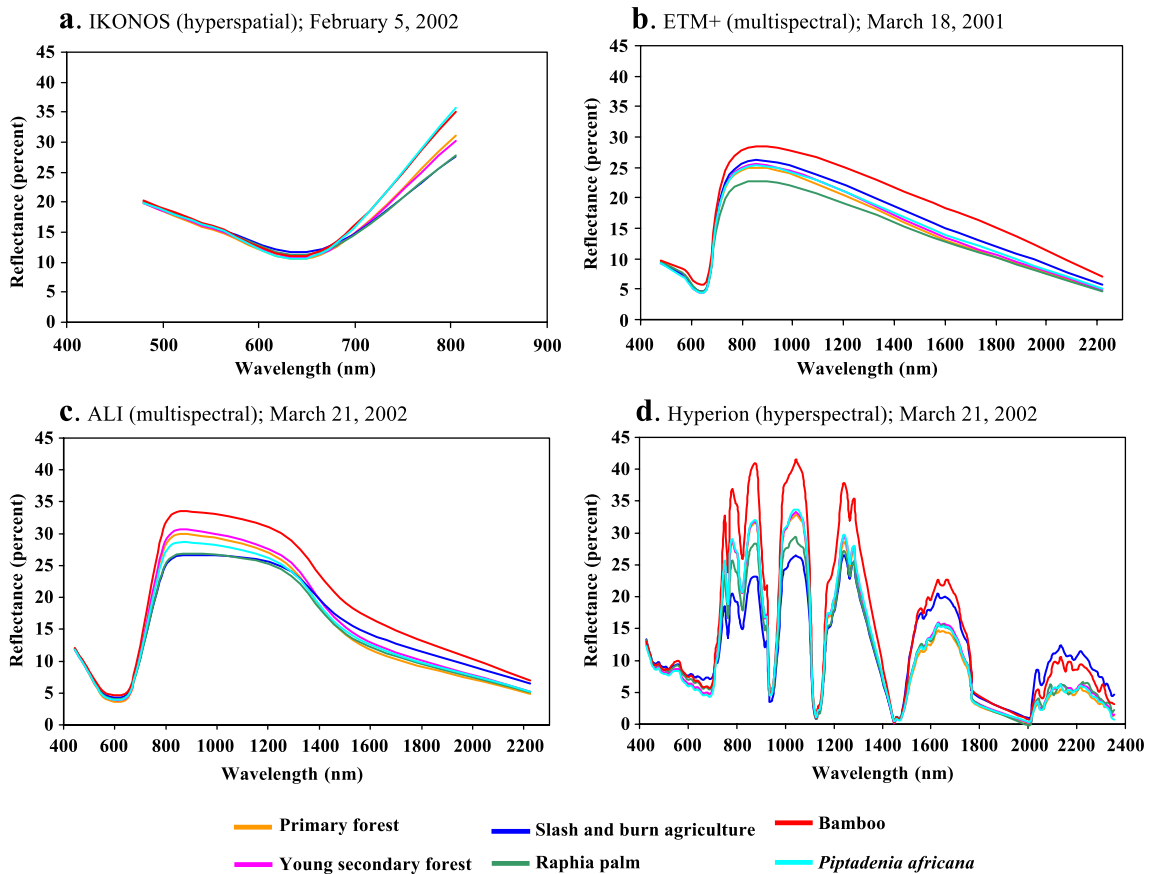 a. IKONOS (hyperspatial); February 5, 2002
45
40
35
30
25
20
15
10
5
0
Reflectance (percent)
400 500 600 700 800 900
Wavelength (nm)
b. ETM+ (multispectral); March 18, 2001
45
40
35
30
25
20
15
10
5
0
Reflectance (percent)
400 600 800 1000 1200 1400 1600 1800 2000 2200
Wavelength (nm)
c. ALI (multispectral); March 21, 2002
45
40
35
30
25
20
15
10
5
0
Reflectance (percent)
400 600 800 1000 1200 1400 1600 1800 2000 2200
Wavelength (nm)
d. Hyperion (hyperspectral); March 21, 2002
45
40
35
30
25
20
15
10
5
0
Reflectance (percent)
400 600 800 1000 1200 1400 1600 1800 2000 2200 2400
Wavelength (nm)
Primary forest
Slash and burn agriculture
Bamboo
Young secondary forest
Raphia palm
Piptadenia africana